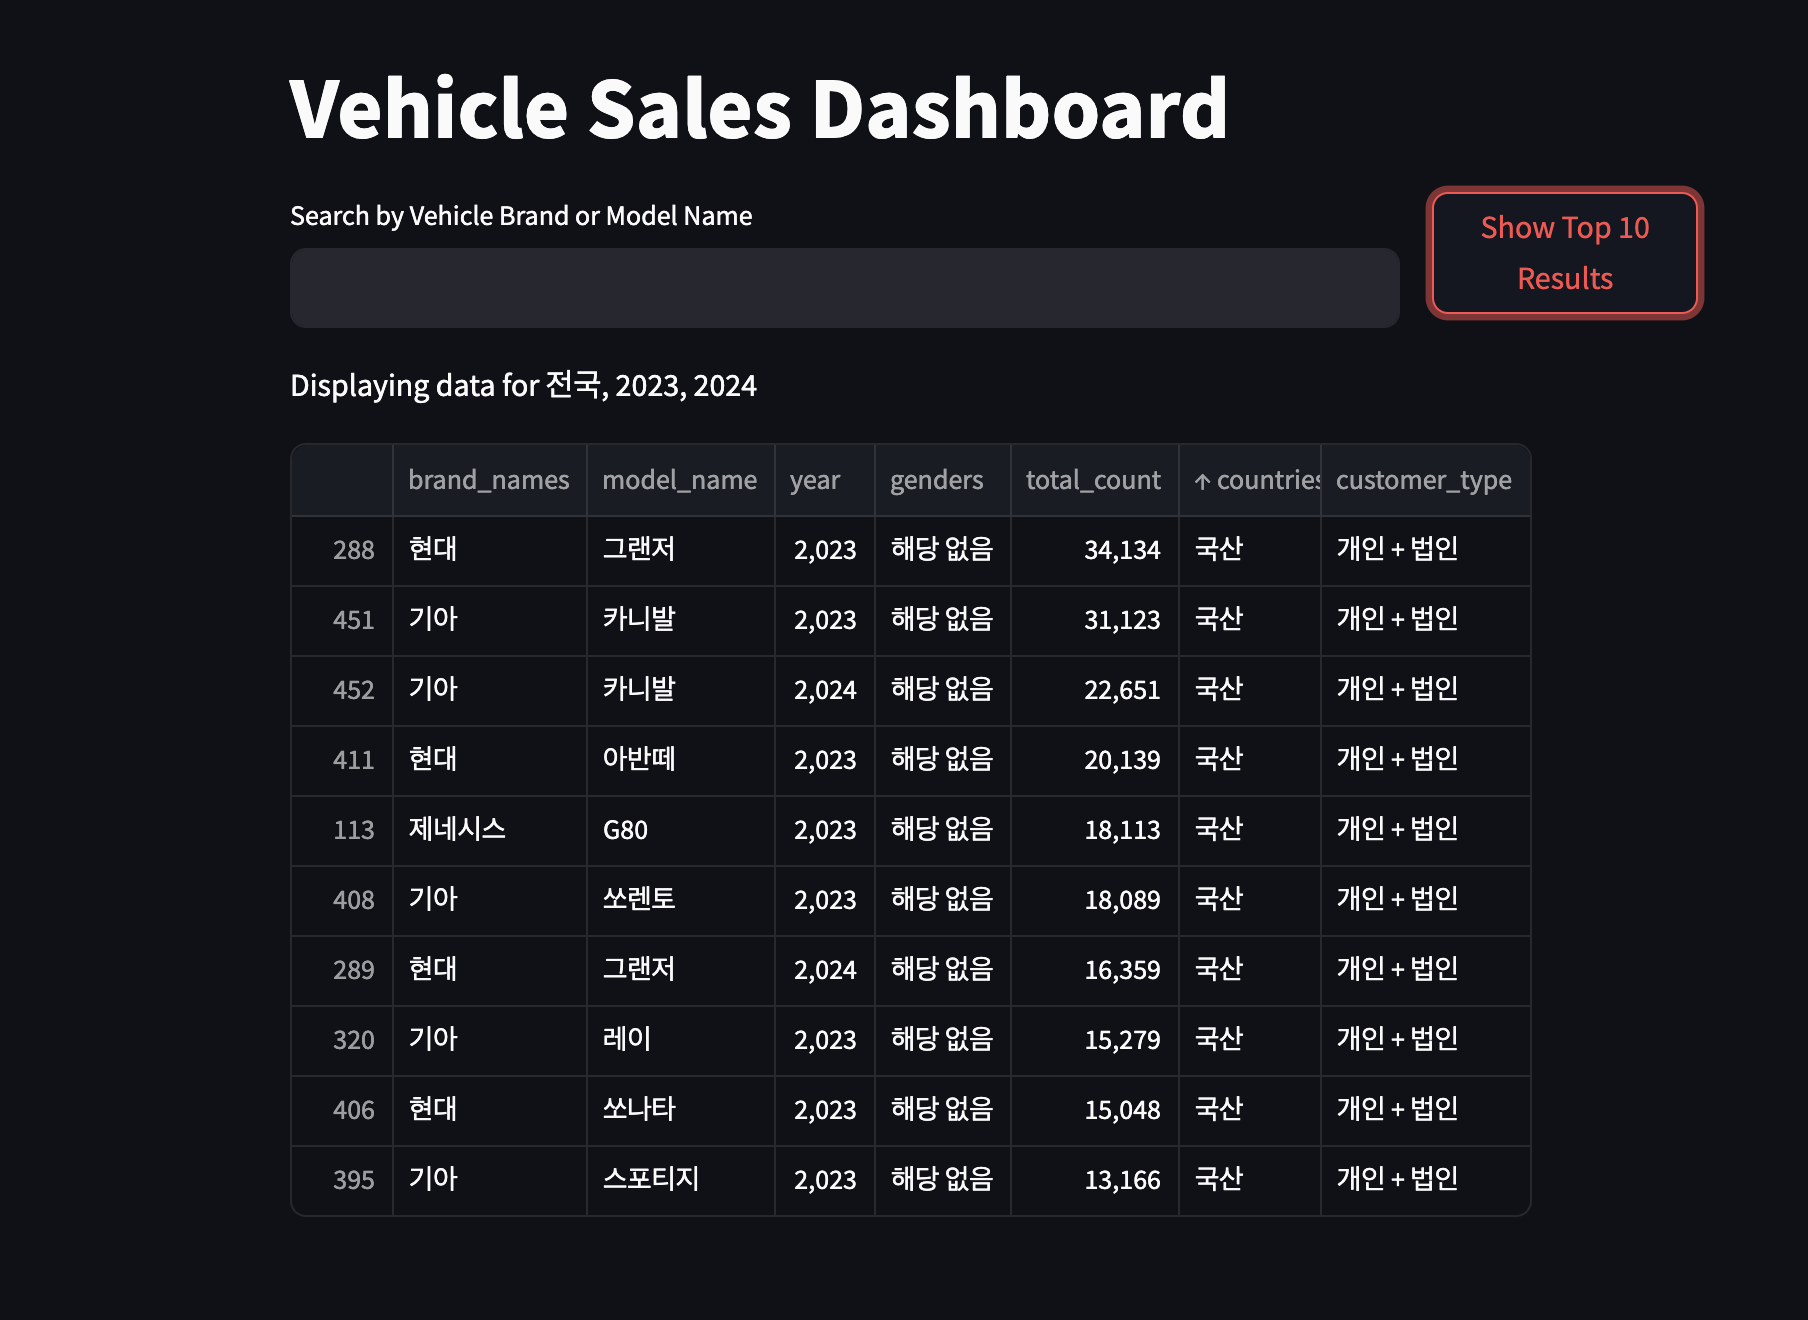 Vehicle Sales Dashboard
Search by Vehicle Brand or Model Name
Show Top 10
Results
Displaying data for 전국, 2023, 2024
brand_names model_name year genders total_count ↑ countries customer_type
288 현대 그랜저 2,023 해당 없음 34,134 국산 개인 + 법인
451 기아 카니발 2,023 해당 없음 31,123 국산 개인 + 법인
452 기아 카니발 2,024 해당 없음 22,651 국산 개인 + 법인
411 현대 아반떼 2,023 해당 없음 20,139 국산 개인 + 법인
113 제네시스 G80 2,023 해당 없음 18,113 국산 개인 + 법인
408 기아 쏘렌토 2,023 해당 없음 18,089 국산 개인 + 법인
289 현대 그랜저 2,024 해당 없음 16,359 국산 개인 + 법인
320 기아 레이 2,023 해당 없음 15,279 국산 개인 + 법인
406 현대 쏘나타 2,023 해당 없음 15,048 국산 개인 + 법인
395 기아 스포티지 2,023 해당 없음 13,166 국산 개인 + 법인